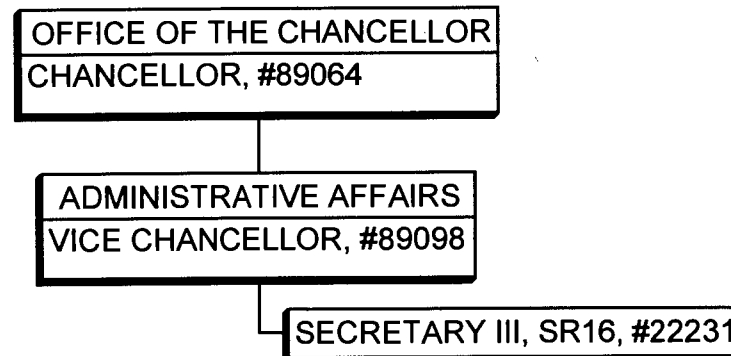 OFFICE OF THE CHANCELLOR
CHANCELLOR, #89064
ADMINISTRATIVE AFFAIRS
VICE CHANCELLOR, #89098
SECRETARY III, SR16, #22231